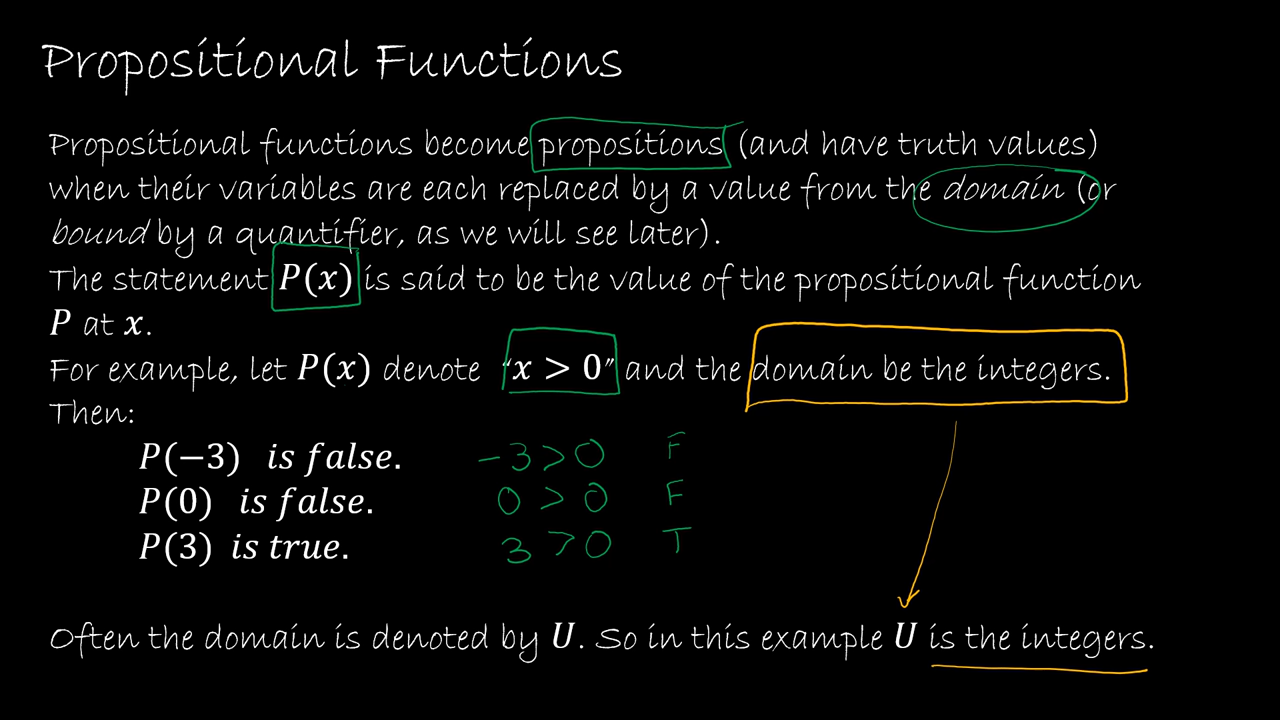 Propositional Functions
Propositional functions become propositions (and have truth values)
when their variables are each replaced by a value from the domain (or
bound by a quantifier, as we will see later).
The statement P(x) is said to be the value of the propositional function
P at x.
For example, let P(x) denote “x > 0” and the domain be the integers.
Then:
P(−3) is false. -3 > 0 F
P(0) is false. 0 > 0 F
P(3) is true. 3 > 0 T
Often the domain is denoted by U. So in this example U is the integers.